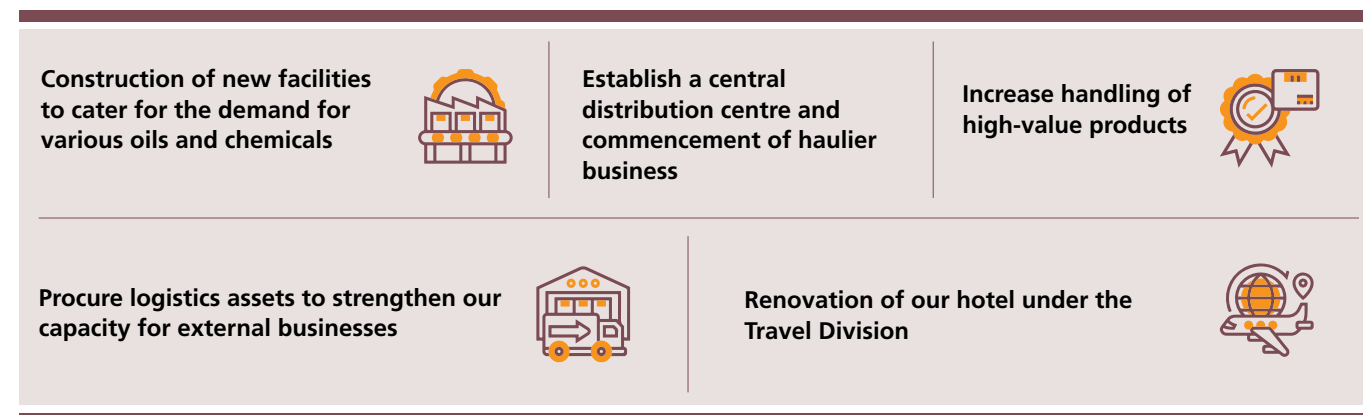 Construction of new facilities
to cater for the demand for
various oils and chemicals
Establish a central
distribution centre and
commencement of haulier
business
Increase handling of
high-value products
Procure logistics assets to strengthen our
capacity for external businesses
Renovation of our hotel under the
Travel Division